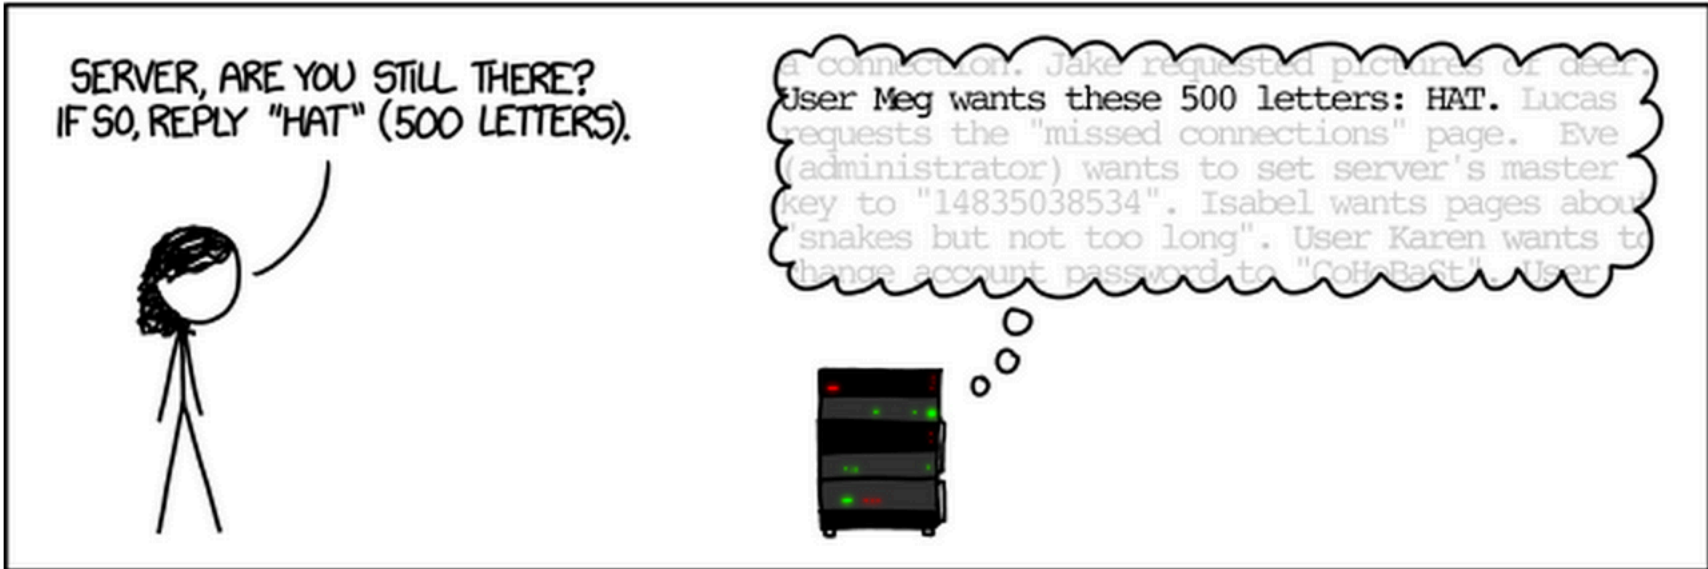 SERVER, ARE YOU STILL THERE?
IF SO, REPLY "HAT" (500 LETTERS).
a connection. Jake requested pictures of deer.
User Meg wants these 500 letters: HAT. Lucas
requests the "missed connections" page. Eve
(administrator) wants to set server's master
key to "14835038534". Isabel wants pages about
"snakes but not too long". User Karen wants to
change account password to "CoHoBaSt". User